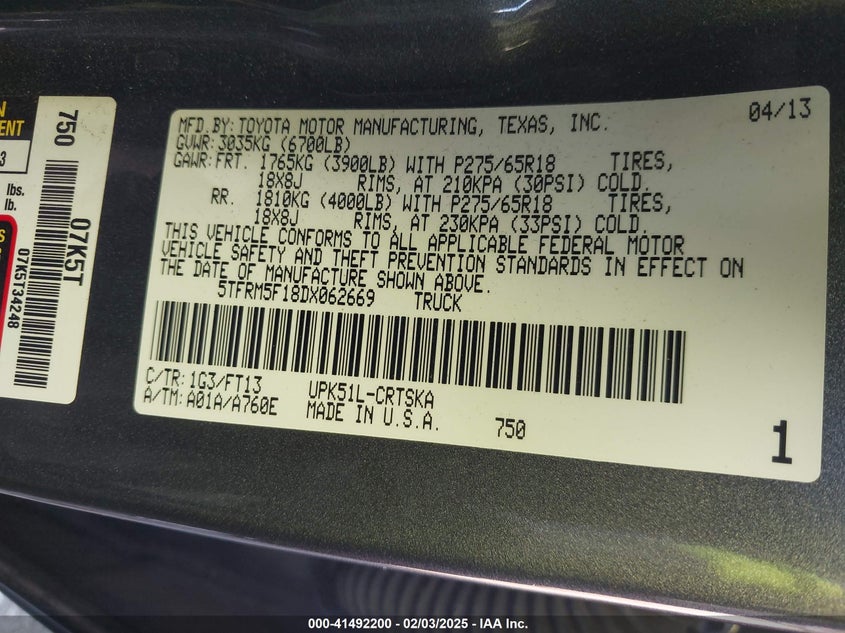 N
ENT
3
lbs.
lb.
S
750
07K5T
07K5T34248
04/13
MFD.BY:TOYOTA MOTOR MANUFACTURING, TEXAS, INC.
GVWR:3035KG (6700LB)
GAWR:FRT. 1765KG (3900LB) WITH P275/65R18 TIRES,
18X8J RIMS, AT 210KPA (30PSI) COLD.
RR. 1810KG (4000LB) WITH P275/65R18 TIRES,
18X8J RIMS, AT 230KPA (33PSI) COLD.
THIS VEHICLE CONFORMS TO ALL APPLICABLE FEDERAL MOTOR
VEHICLE SAFETY AND THEFT PREVENTION STANDARDS IN EFFECT ON
THE DATE OF MANUFACTURE SHOWN ABOVE.
5TFRM5F18DX062669 TRUCK
C/TR:1G3/FT13 UPK51L-CRTSKA
A/TM:A01A/A760E MADE IN U.S.A. 750
1
000-41492200 - 02/03/2025 - IAA Inc.